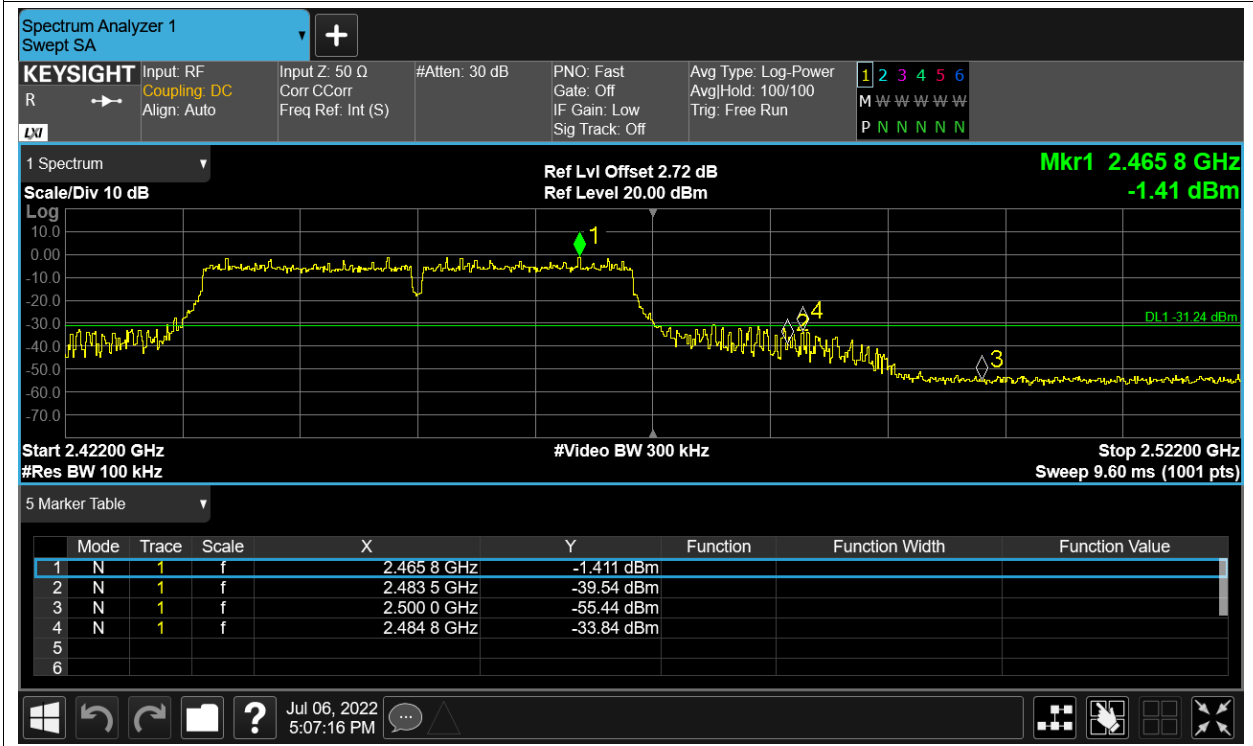 Spectrum Analyzer 1
Swept SA
+
KEYSIGHT
R
LXI
Input: RF
Coupling: DC
Align: Auto
Input Z: 50 Ω
Corr CCorr
Freq Ref: Int (S)
#Atten: 30 dB
PNO: Fast
Gate: Off
IF Gain: Low
Sig Track: Off
Avg Type: Log-Power
Avg|Hold: 100/100
Trig: Free Run
1 2 3 4 5 6
M W W W W W
P N N N N N
1 Spectrum
Scale/Div 10 dB
Ref Lvl Offset 2.72 dB
Ref Level 20.00 dBm
Mkr1 2.465 8 GHz
-1.41 dBm
Log
10.0
0.00
-10.0
-20.0
-30.0
-40.0
-50.0
-60.0
-70.0
1
2
4
3
DL1 -31.24 dBm
Start 2.42200 GHz
#Res BW 100 kHz
#Video BW 300 kHz
Stop 2.52200 GHz
Sweep 9.60 ms (1001 pts)
5 Marker Table
Mode Trace Scale X Y Function Function Width Function Value
1 N 1 f 2.465 8 GHz -1.411 dBm
2 N 1 f 2.483 5 GHz -39.54 dBm
3 N 1 f 2.500 0 GHz -55.44 dBm
4 N 1 f 2.484 8 GHz -33.84 dBm
5
6
?
Jul 06, 2022
5:07:16 PM